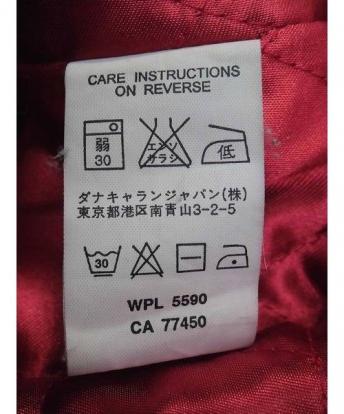 CARE INSTRUCTIONS
ON REVERSE
弱 エンソ 低
30 サラシ
ダナキャランジャパン(株)
東京都港区南青山3-2-5
30
WPL 5590
CA 77450